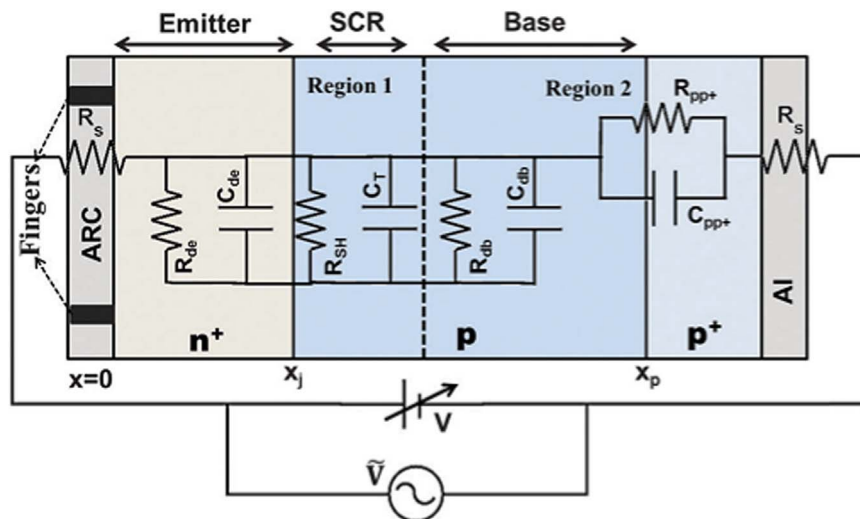 Emitter SCR Base
Region 1 Region 2
R_pp+
R_s R_s
C_de C_T C_db
C_pp+
Fingers
ARC
R_de R_SH R_db
Al
n+ p p+
x=0 x_j x_p
V
Ṽ